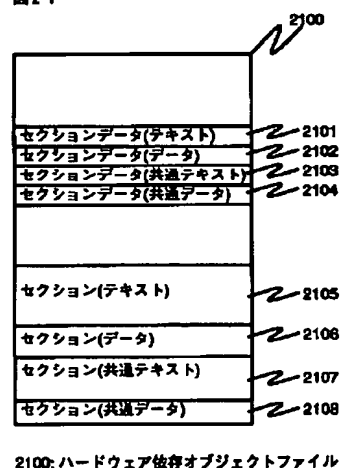 2100
セクションデータ(テキスト) 2101
セクションデータ(データ) 2102
セクションデータ(共通テキスト) 2103
セクションデータ(共通データ) 2104
セクション(テキスト) 2105
セクション(データ) 2106
セクション(共通テキスト) 2107
セクション(共通データ) 2108
2100: ハードウェア依存オブジェクトファイル